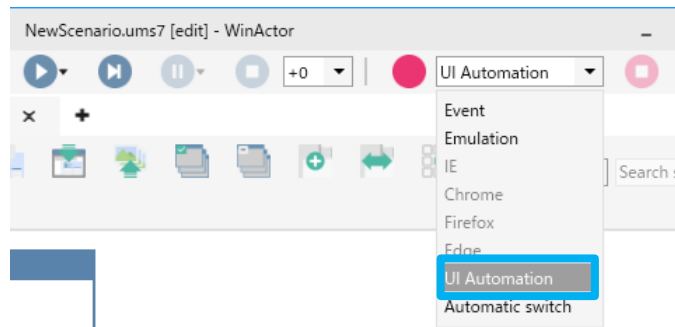 NewScenario.ums7 [edit] - WinActor
+0
UI Automation
Event
Emulation
IE
Search
Chrome
Firefox
Edge
UI Automation
Automatic switch